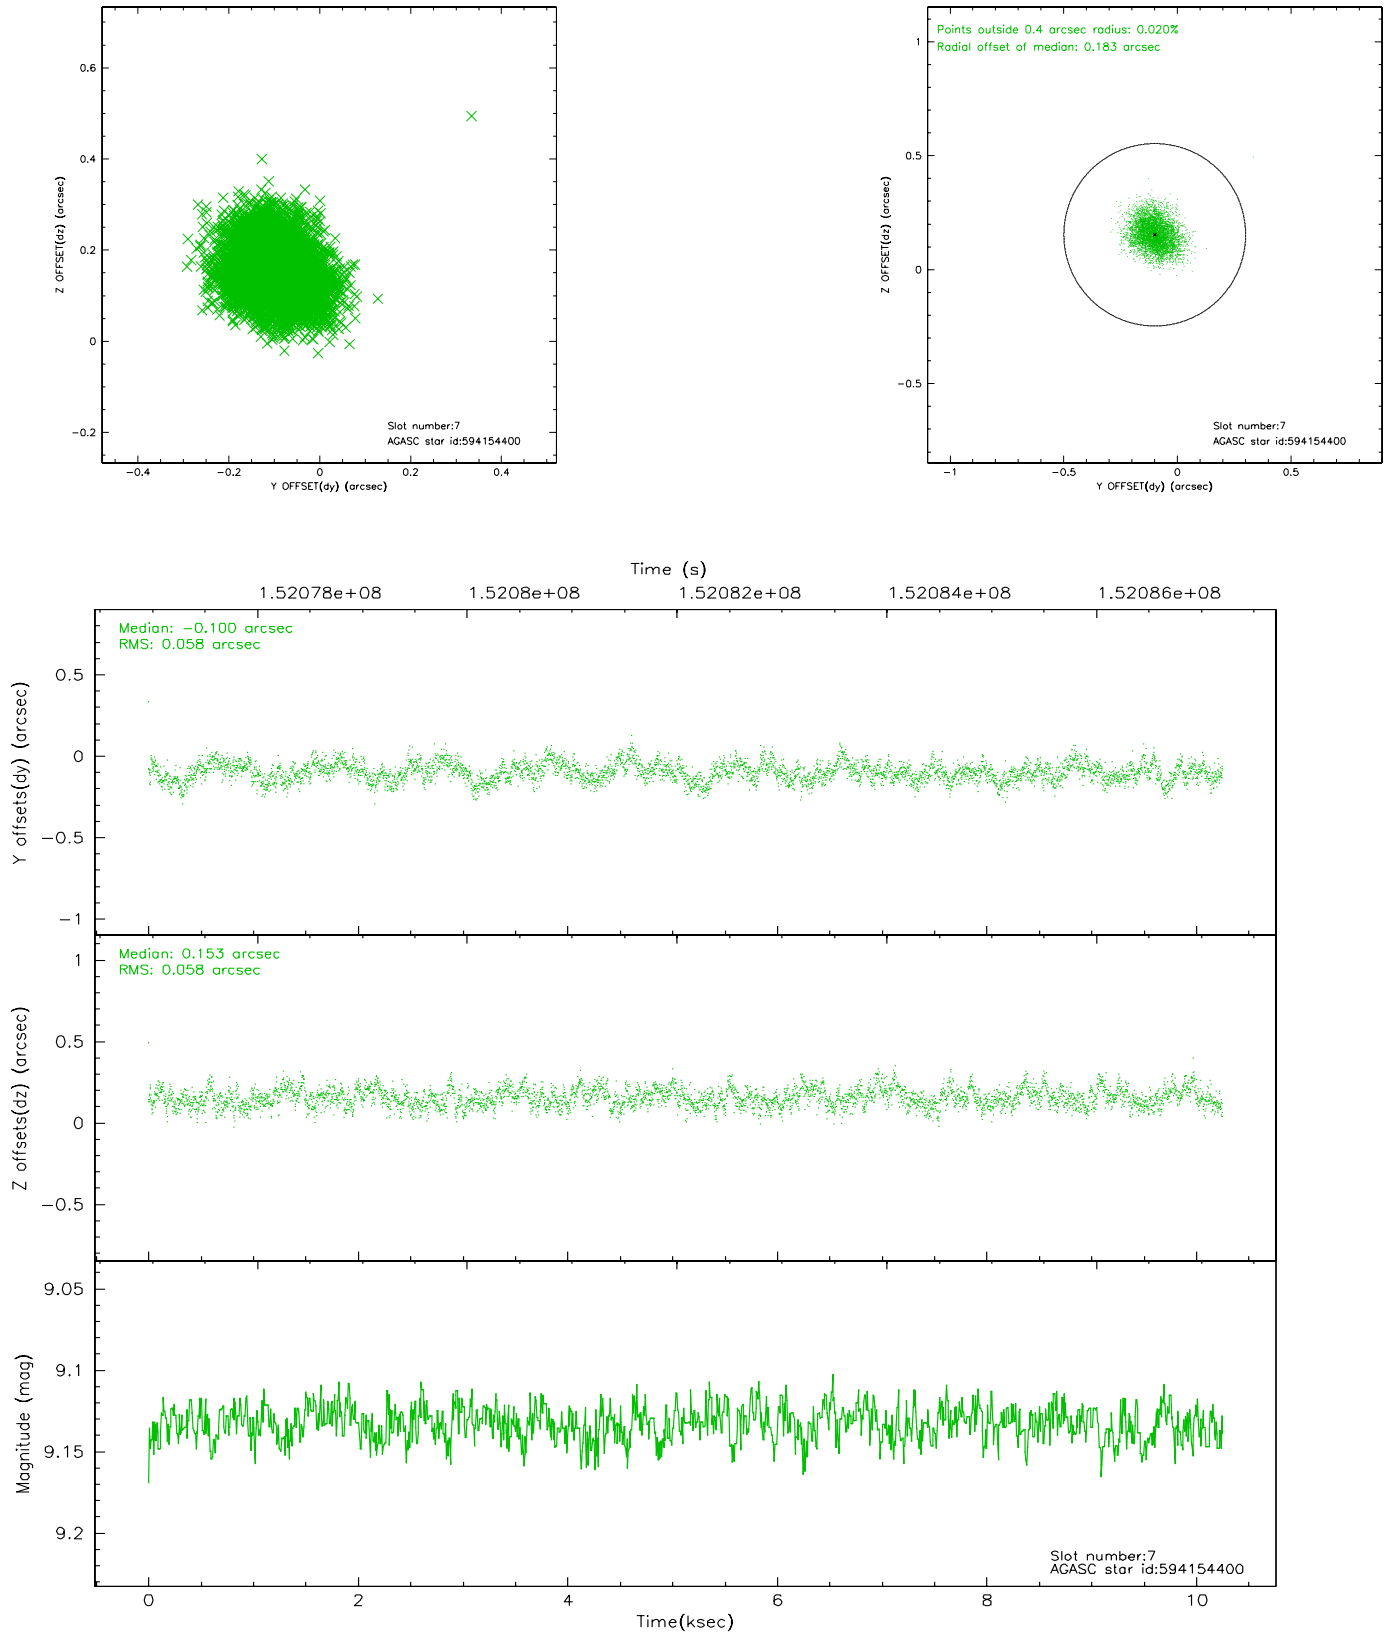 0.6
0.4
0.2
0
−0.2
Z OFFSET(dz) (arcsec)
Slot number:7
AGASC star id:594154400
−0.4 −0.2 0 0.2 0.4
Y OFFSET(dy) (arcsec)
Points outside 0.4 arcsec radius: 0.020%
Radial offset of median: 0.183 arcsec
1
0.5
0
−0.5
Z OFFSET(dz) (arcsec)
Slot number:7
AGASC star id:594154400
−1 −0.5 0 0.5
Y OFFSET(dy) (arcsec)
Time (s)
1.52078e+08 1.5208e+08 1.52082e+08 1.52084e+08 1.52086e+08
Median: −0.100 arcsec
RMS: 0.058 arcsec
0.5
0
−0.5
−1
Y offsets(dy) (arcsec)
Median: 0.153 arcsec
RMS: 0.058 arcsec
1
0.5
0
−0.5
Z offsets(dz) (arcsec)
9.05
9.1
9.15
9.2
Magnitude (mag)
Slot number:7
AGASC star id:594154400
0 2 4 6 8 10
Time(ksec)